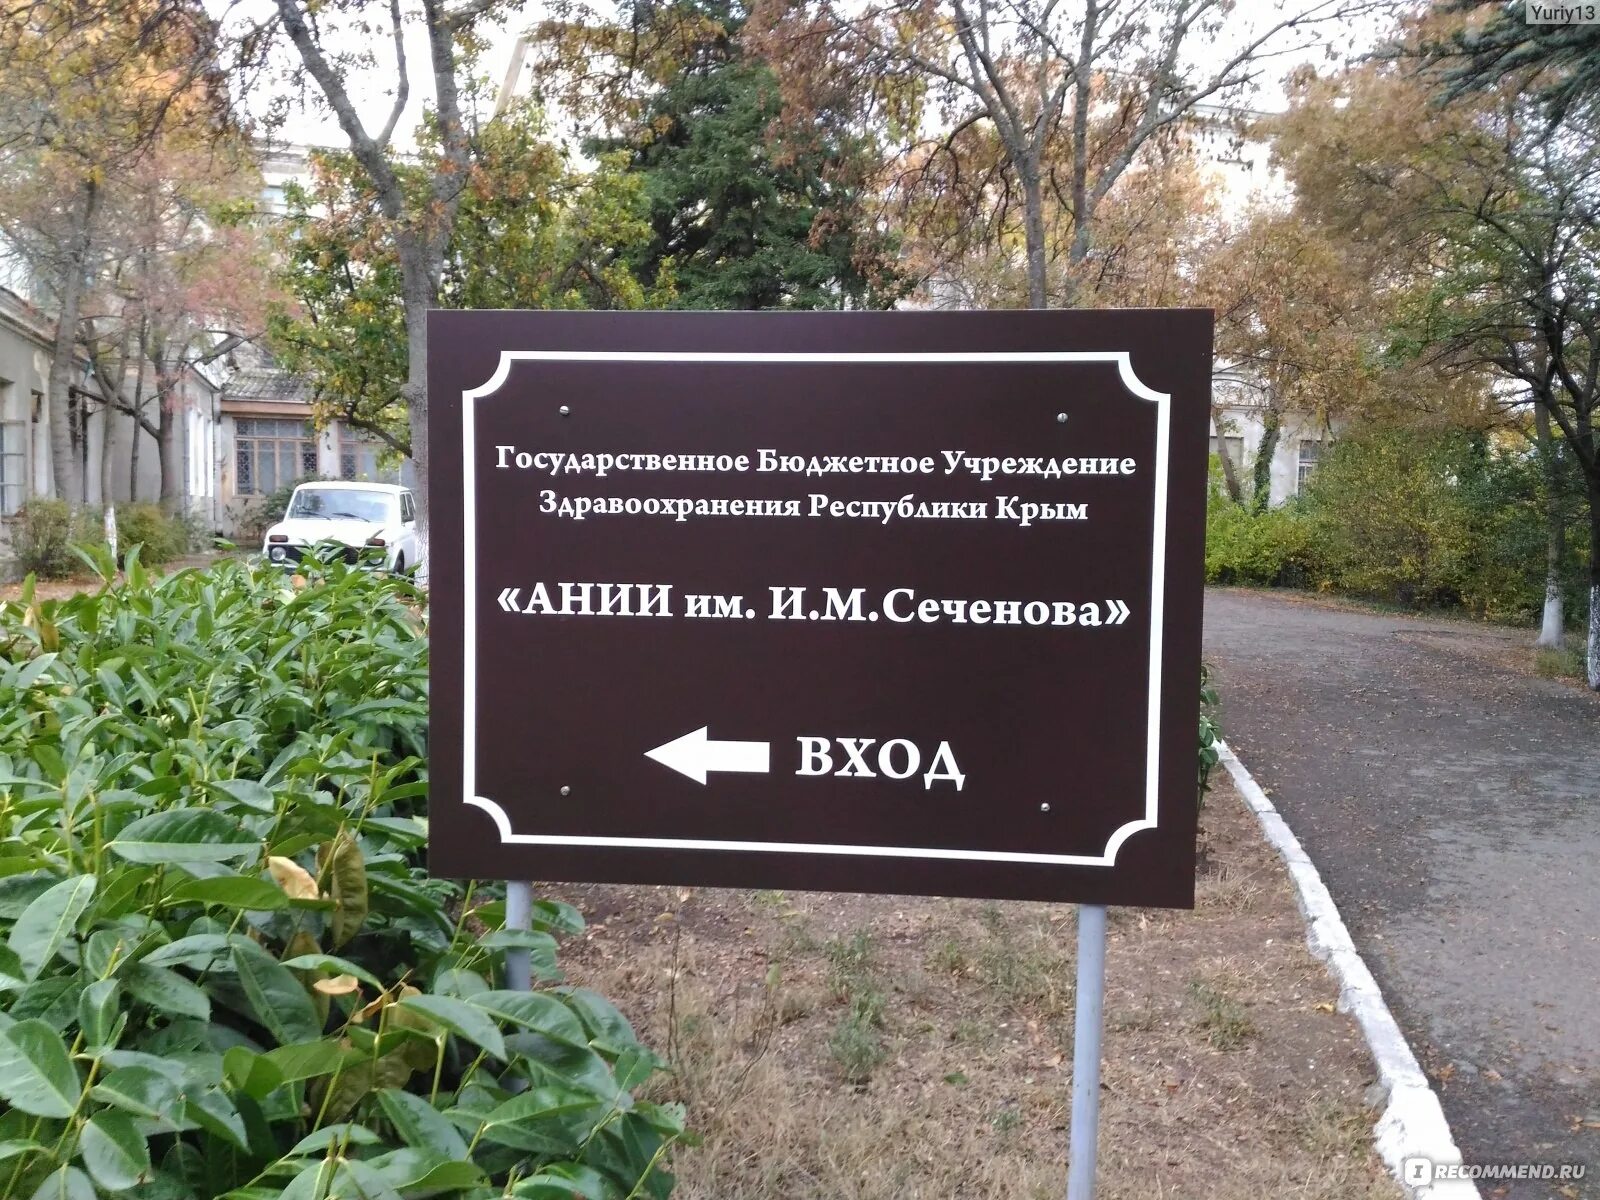 Yuriy13
Государственное Бюджетное Учреждение
Здравоохранения Республики Крым
«АНИИ им. И.М.Сеченова»
ВХОД
I RECOMMEND.RU